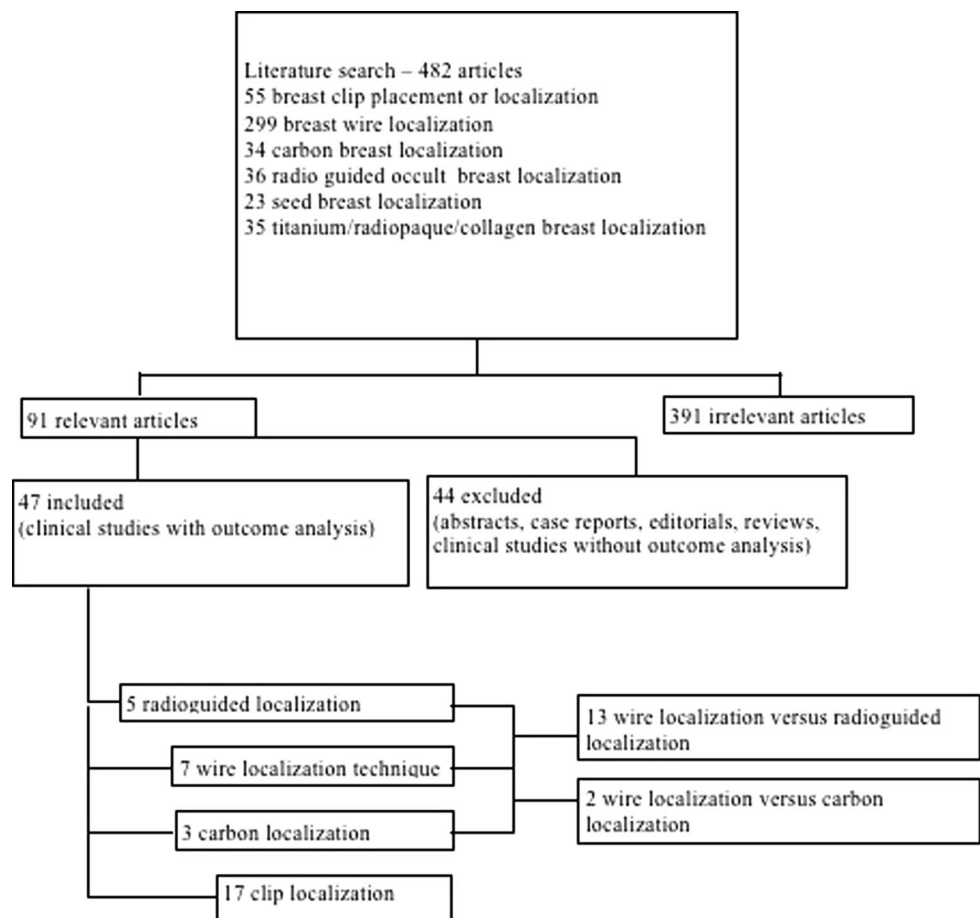 Literature search – 482 articles
55 breast clip placement or localization
299 breast wire localization
34 carbon breast localization
36 radio guided occult breast localization
23 seed breast localization
35 titanium/radiopaque/collagen breast localization
91 relevant articles
391 irrelevant articles
47 included
(clinical studies with outcome analysis)
44 excluded
(abstracts, case reports, editorials, reviews,
clinical studies without outcome analysis)
5 radioguided localization
7 wire localization technique
3 carbon localization
17 clip localization
13 wire localization versus radioguided
localization
2 wire localization versus carbon
localization